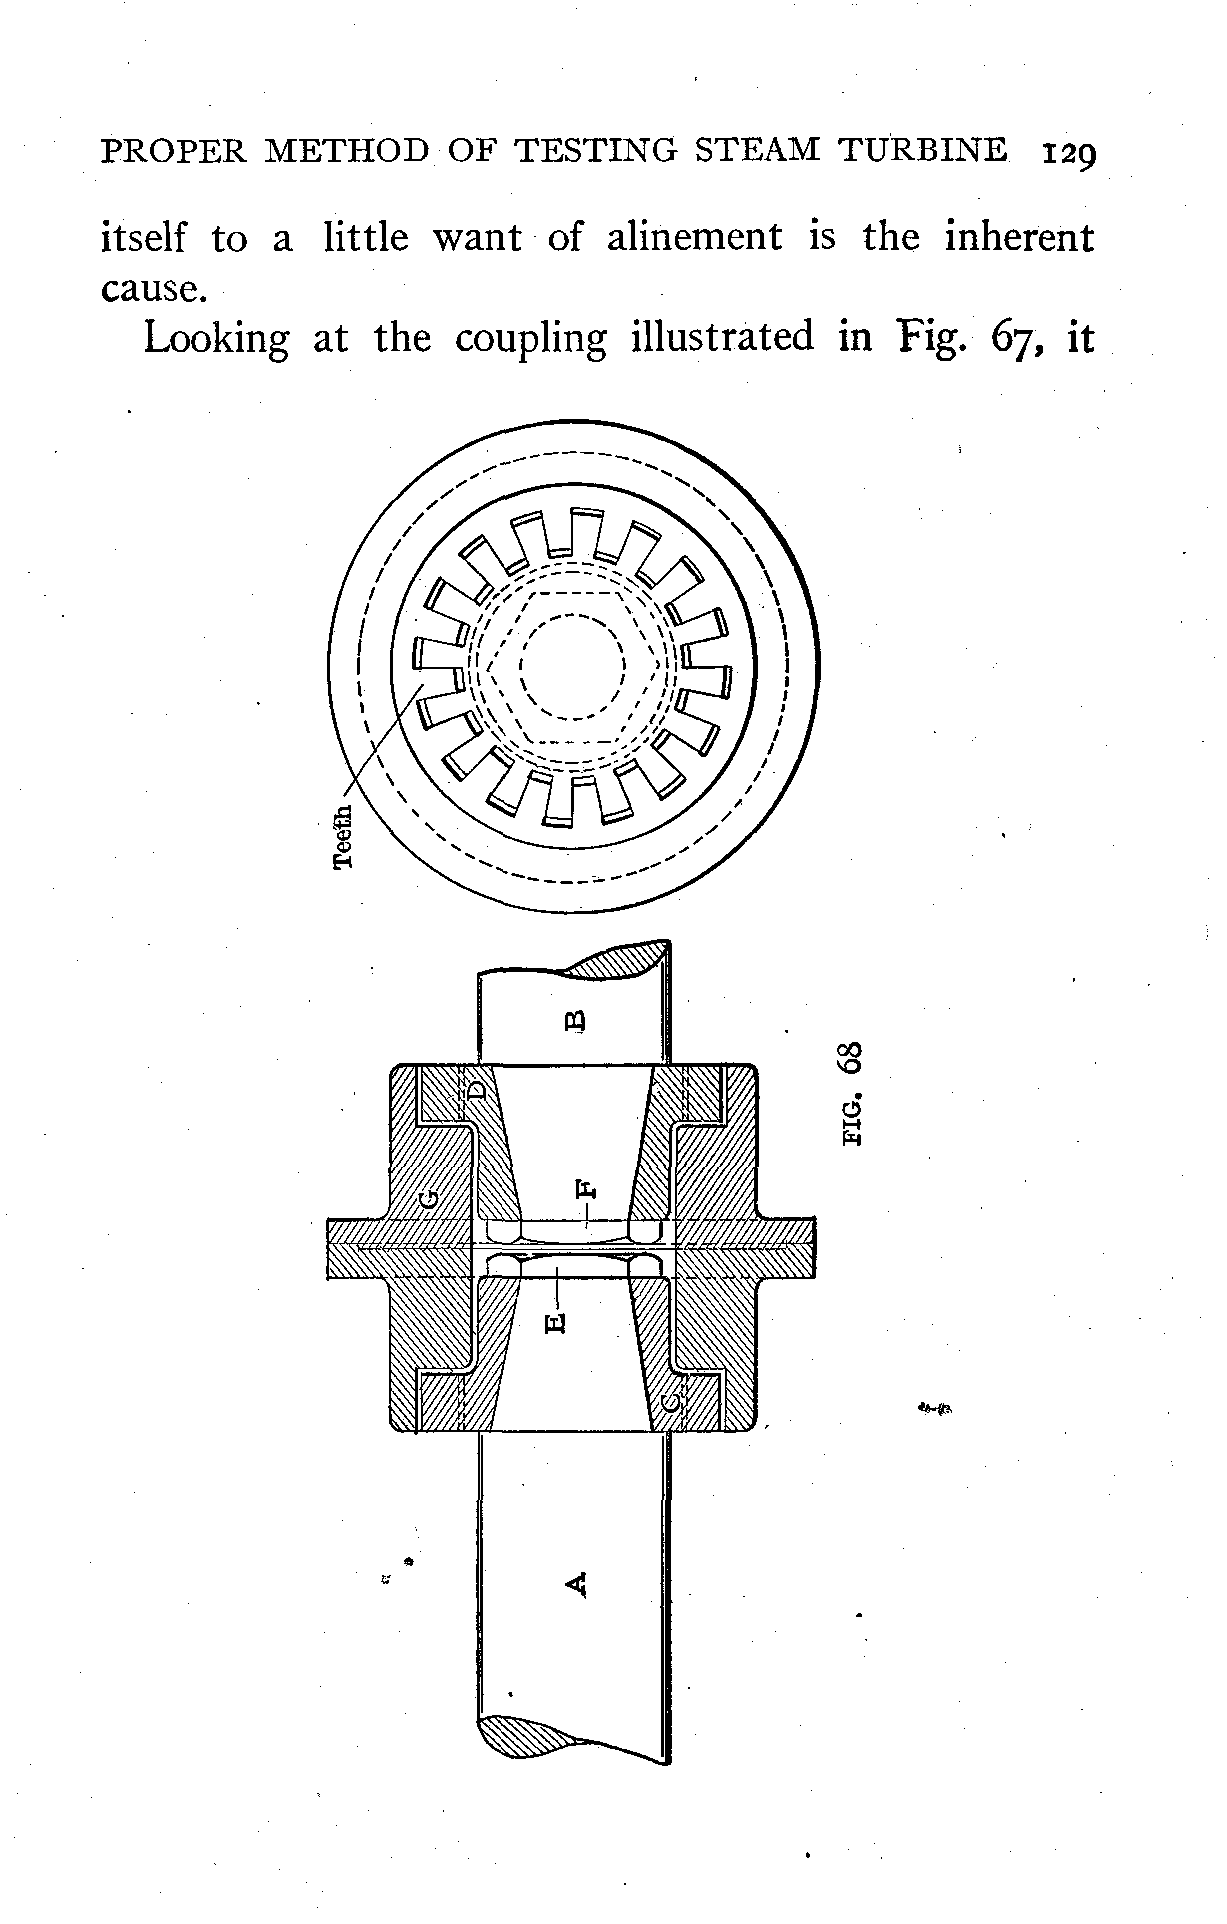 PROPER METHOD OF TESTING STEAM TURBINE 129
itself to a little want of alinement is the inherent
cause.
Looking at the coupling illustrated in Fig. 67, it
Teeth
B
D
G
F
E
C
A
FIG. 68